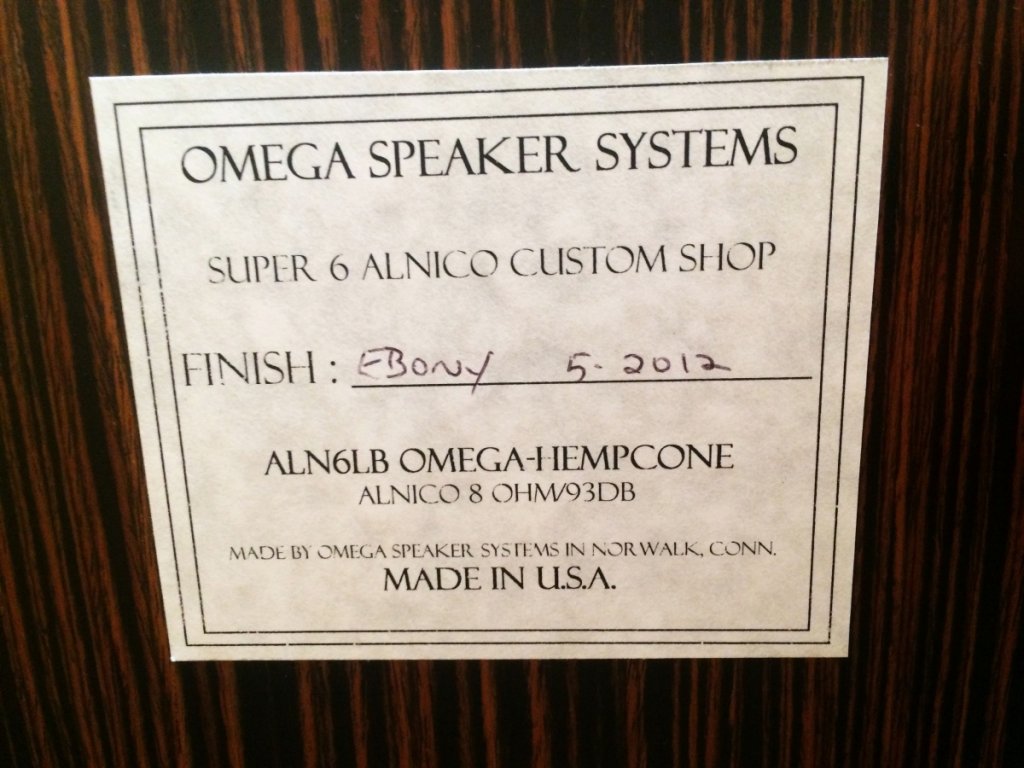 OMEGA SPEAKER SYSTEMS
SUPER 6 ALNICO CUSTOM SHOP
FINISH : EBONY 5-2012
ALN6LB OMEGA-HEMPCONE
ALNICO 8 OHM/93DB
MADE BY OMEGA SPEAKER SYSTEMS IN NORWALK, CONN.
MADE IN U.S.A.